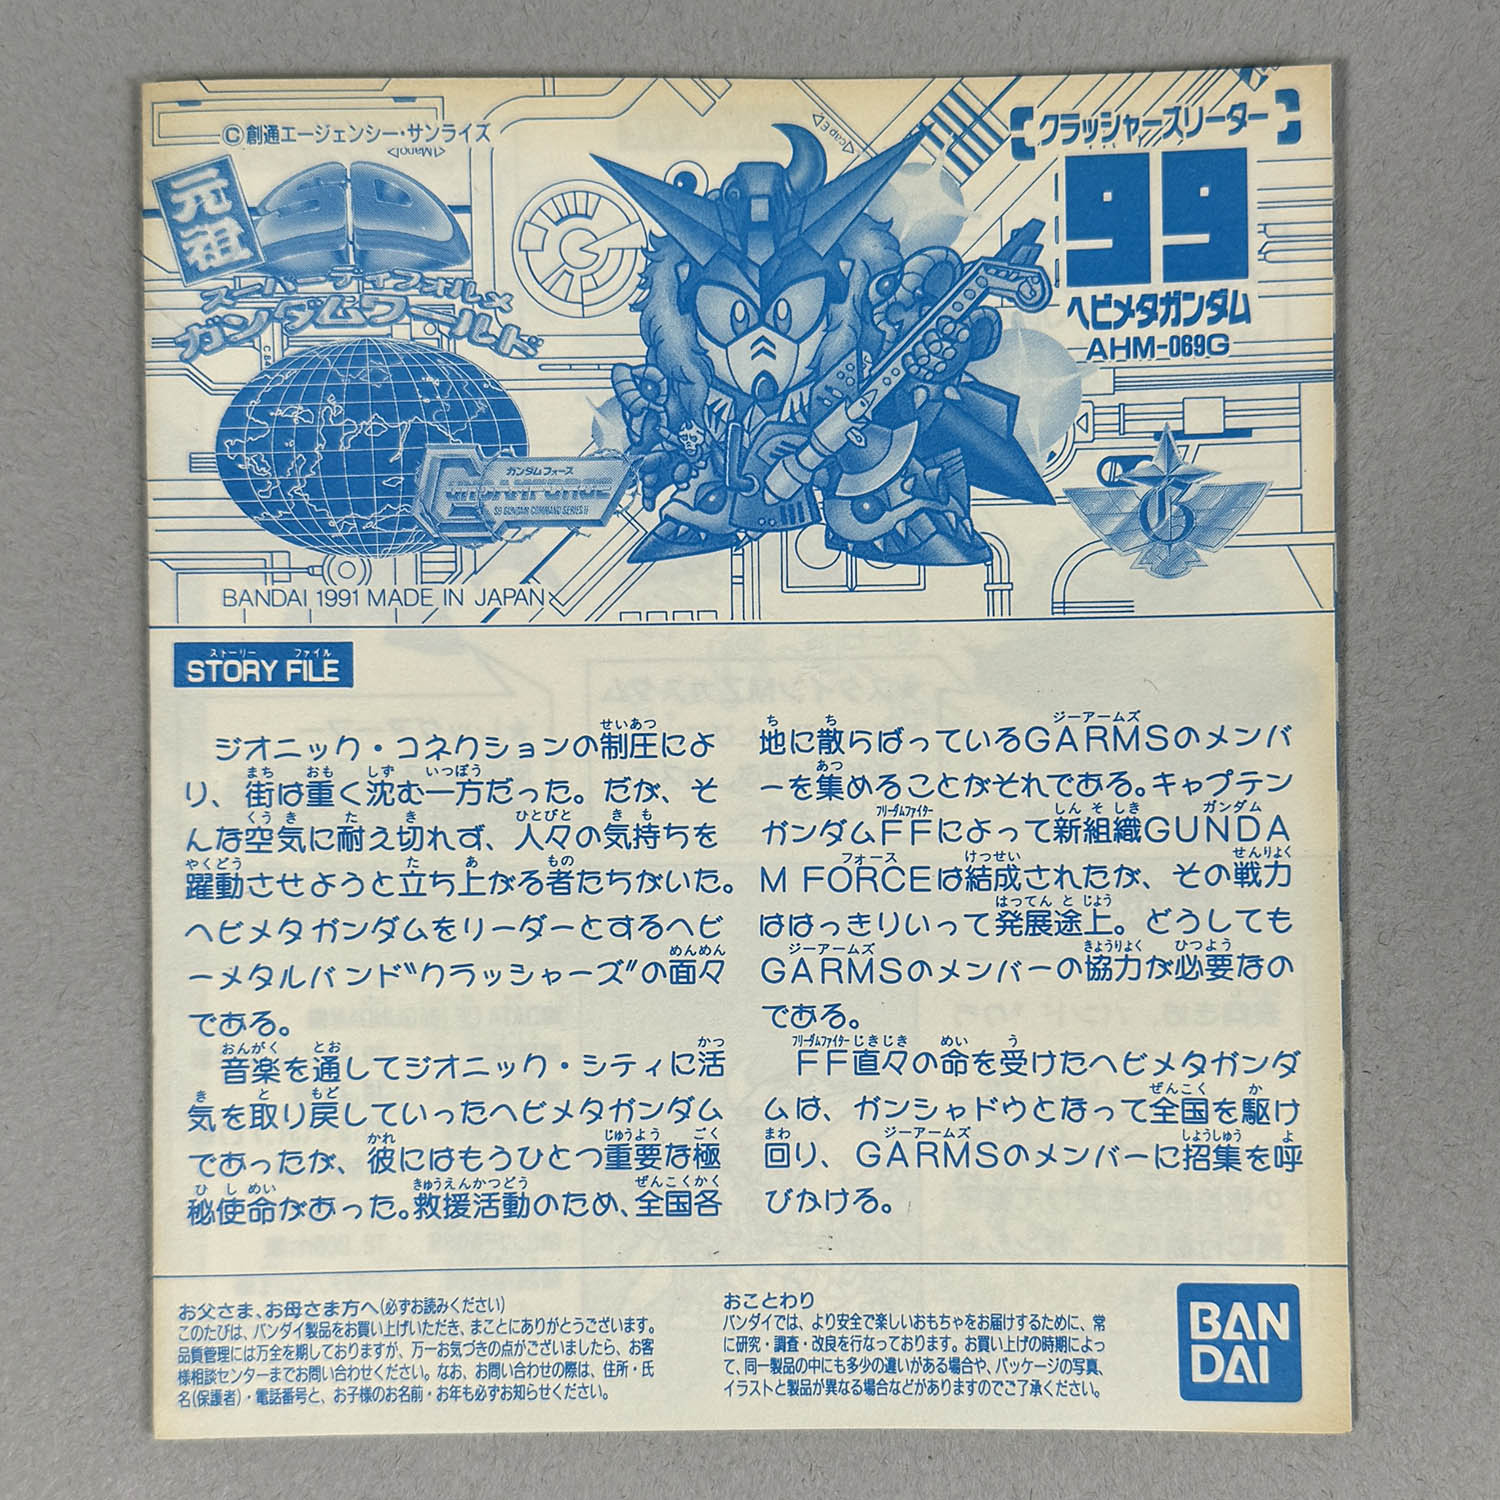 ©創通エージェンシー・サンライズ
元祖
スーパーディフォルメ
ガンダムワールド
ガンダムフォース
GUNDAM FORCE
SD GUNDAM COMMAND SERIES II
BANDAI 1991 MADE IN JAPAN
クラッシャーズリーダー
99
ヘビメタガンダム
AHM-069G
ストーリー ファイル
STORY FILE
ジオニック・コネクションの制圧によ
り、街は重く沈む一方だった。だが、そ
んな空気に耐え切れず、人々の気持ちを
躍動させようと立ち上がる者たちがいた。
ヘビメタガンダムをリーダーとするヘビ
ーメタルバンド"クラッシャーズ"の面々
である。
音楽を通してジオニック・シティに活
気を取り戻していったヘビメタガンダム
であったが、彼にはもうひとつ重要な極
秘使命があった。救援活動のため、全国各
地に散らばっているGARMSのメンバ
ーを集めることがそれである。キャプテン
ガンダムFFによって新組織GUNDA
M FORCEは結成されたが、その戦力
ははっきりいって発展途上。どうしても
GARMSのメンバーの協力が必要なの
である。
FF直々の命を受けたヘビメタガンダ
ムは、ガンシャドウとなって全国を駆け
回り、GARMSのメンバーに招集を呼
びかける。
お父さま、お母さま方へ(必ずお読みください)
このたびは、バンダイ製品をお買い上げいただき、まことにありがとうございます。
品質管理には万全を期しておりますが、万一お気づきの点がございましたら、お客
様相談センターまでお問い合わせください。なお、お問い合わせの際は、住所・氏
名(保護者)・電話番号と、お子様のお名前・お年も必ずお知らせください。
おことわり
バンダイでは、より安全で楽しいおもちゃをお届けするために、常
に研究・調査・改良を行なっております。お買い上げの時期によっ
て、同一製品の中にも多少の違いがある場合や、パッケージの写真、
イラストと製品が異なる場合などがありますのでご了承ください。
BAN
DAI